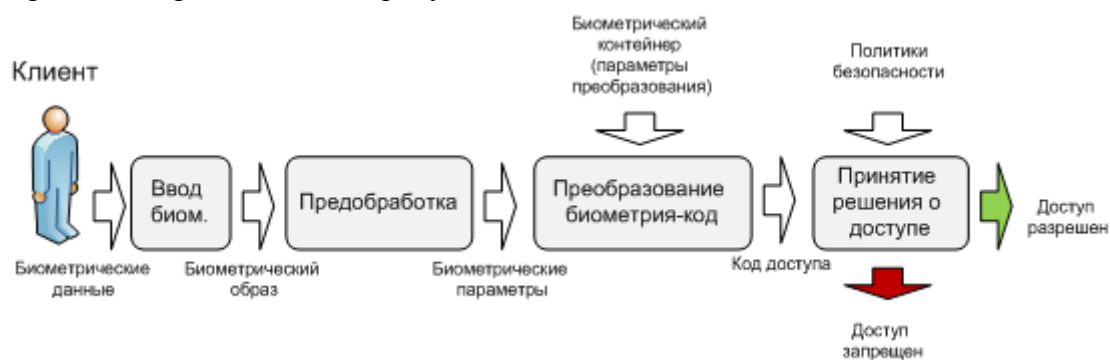 Биометрический
контейнер
(параметры
преобразования)
Политики
безопасности
Клиент
Ввод
биом.
Предобработка
Преобразование
биометрия-код
Принятие
решения о
доступе
Доступ
разрешен
Биометрические
данные
Биометрический
образ
Биометрические
параметры
Код доступа
Доступ
запрещен